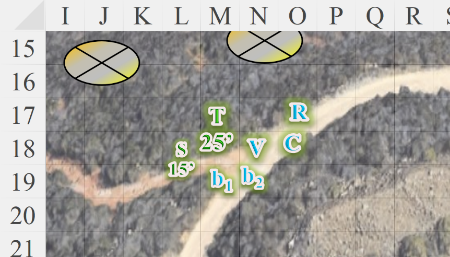 I J K L M N O P Q R S
15
16
17 T R
18 S 25’ V C
15’
19 b₁ b₂
20
21